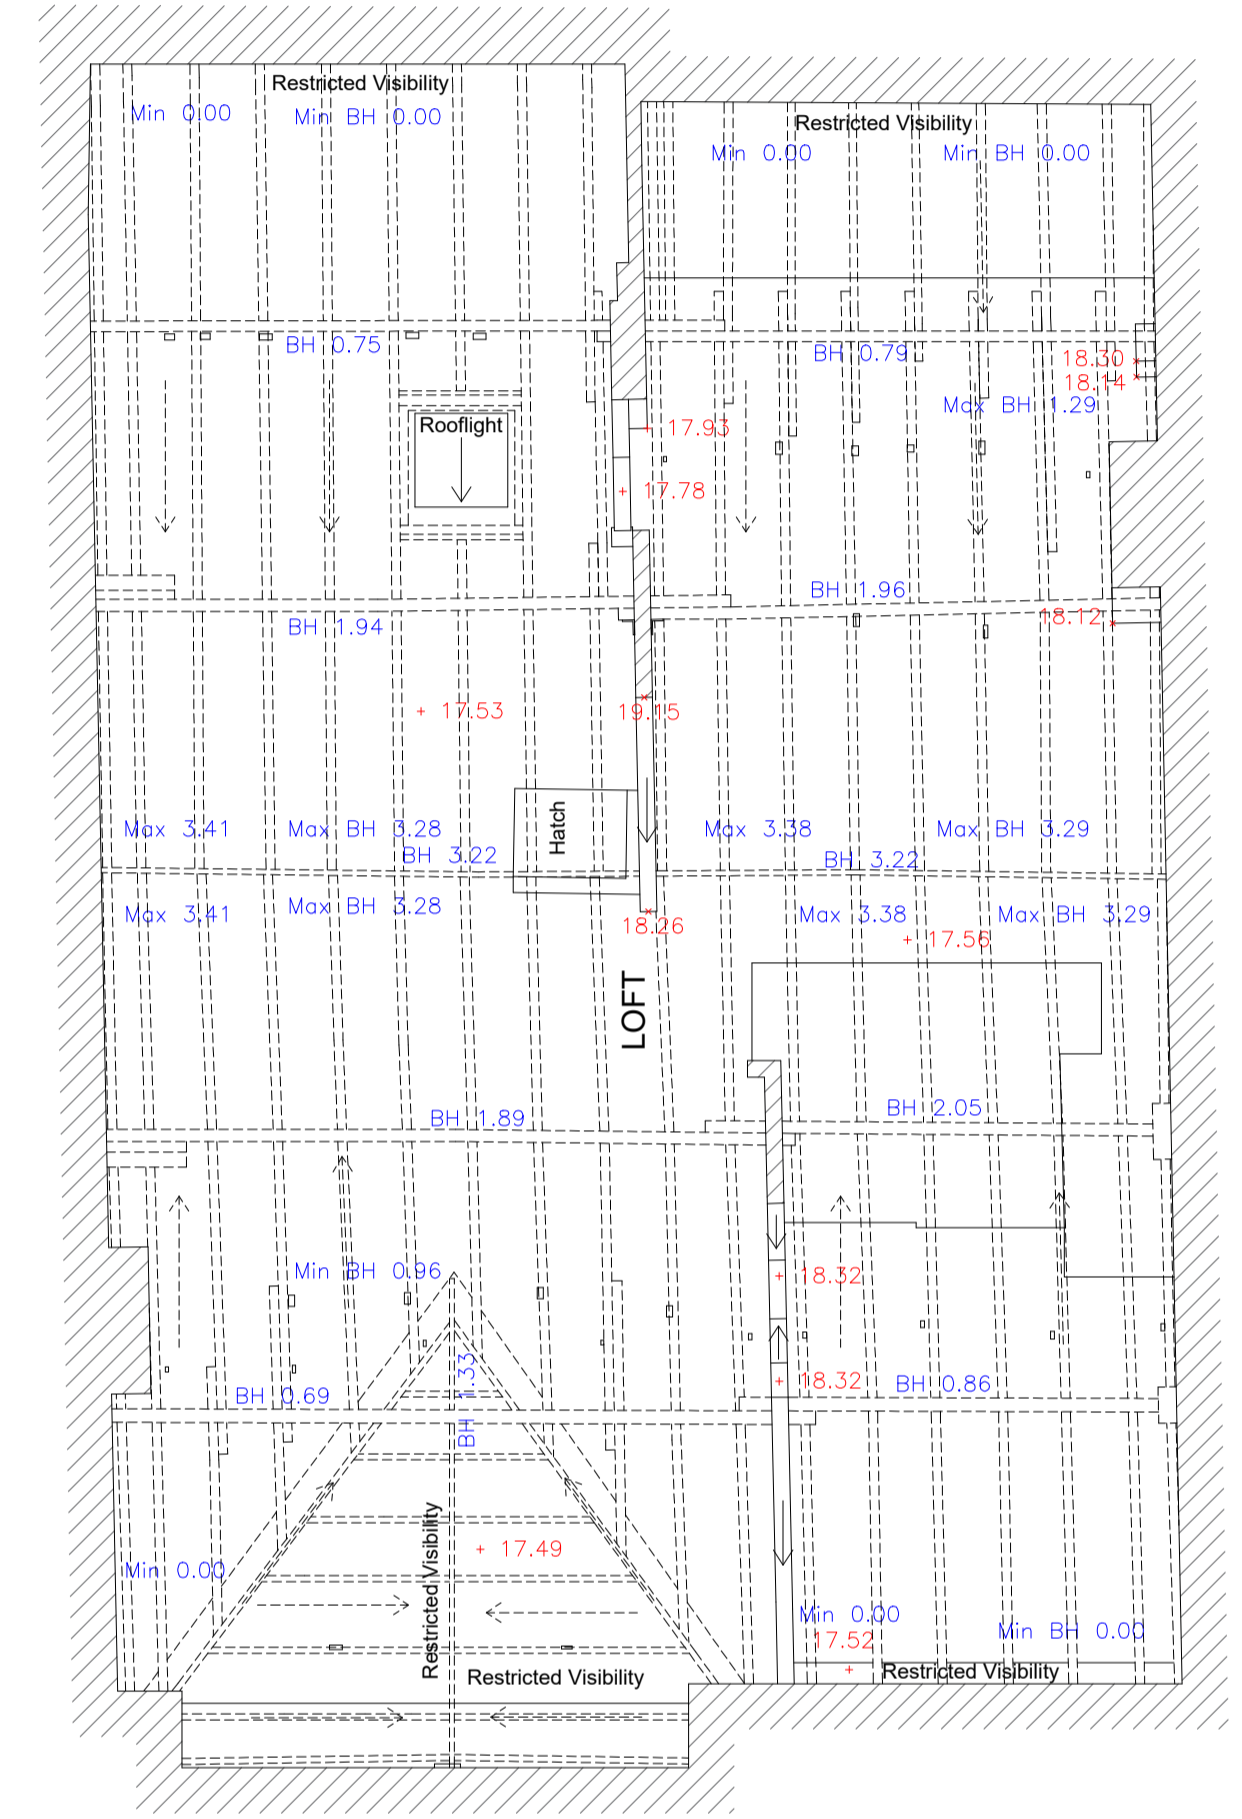 Restricted Visibility
Min 0.00
Min BH 0.00
Restricted Visibility
Min 0.00
Min BH 0.00
BH 0.75
BH 0.79
18.30
18.14
Max BH 1.29
Rooflight
17.93
17.78
BH 1.96
18.12
BH 1.94
17.53
19.15
Hatch
Max 3.41
Max BH 3.28
BH 3.22
Max 3.38
Max BH 3.29
BH 3.22
Max 3.41
Max BH 3.28
Max 3.38
Max BH 3.29
18.26
17.56
LOFT
BH 1.89
BH 2.05
Min BH 0.96
18.32
BH 1.33
BH 0.69
18.32
BH 0.86
Restricted Visibility
17.49
Min 0.00
Min 0.00
17.52
Min BH 0.00
Restricted Visibility
Restricted Visibility